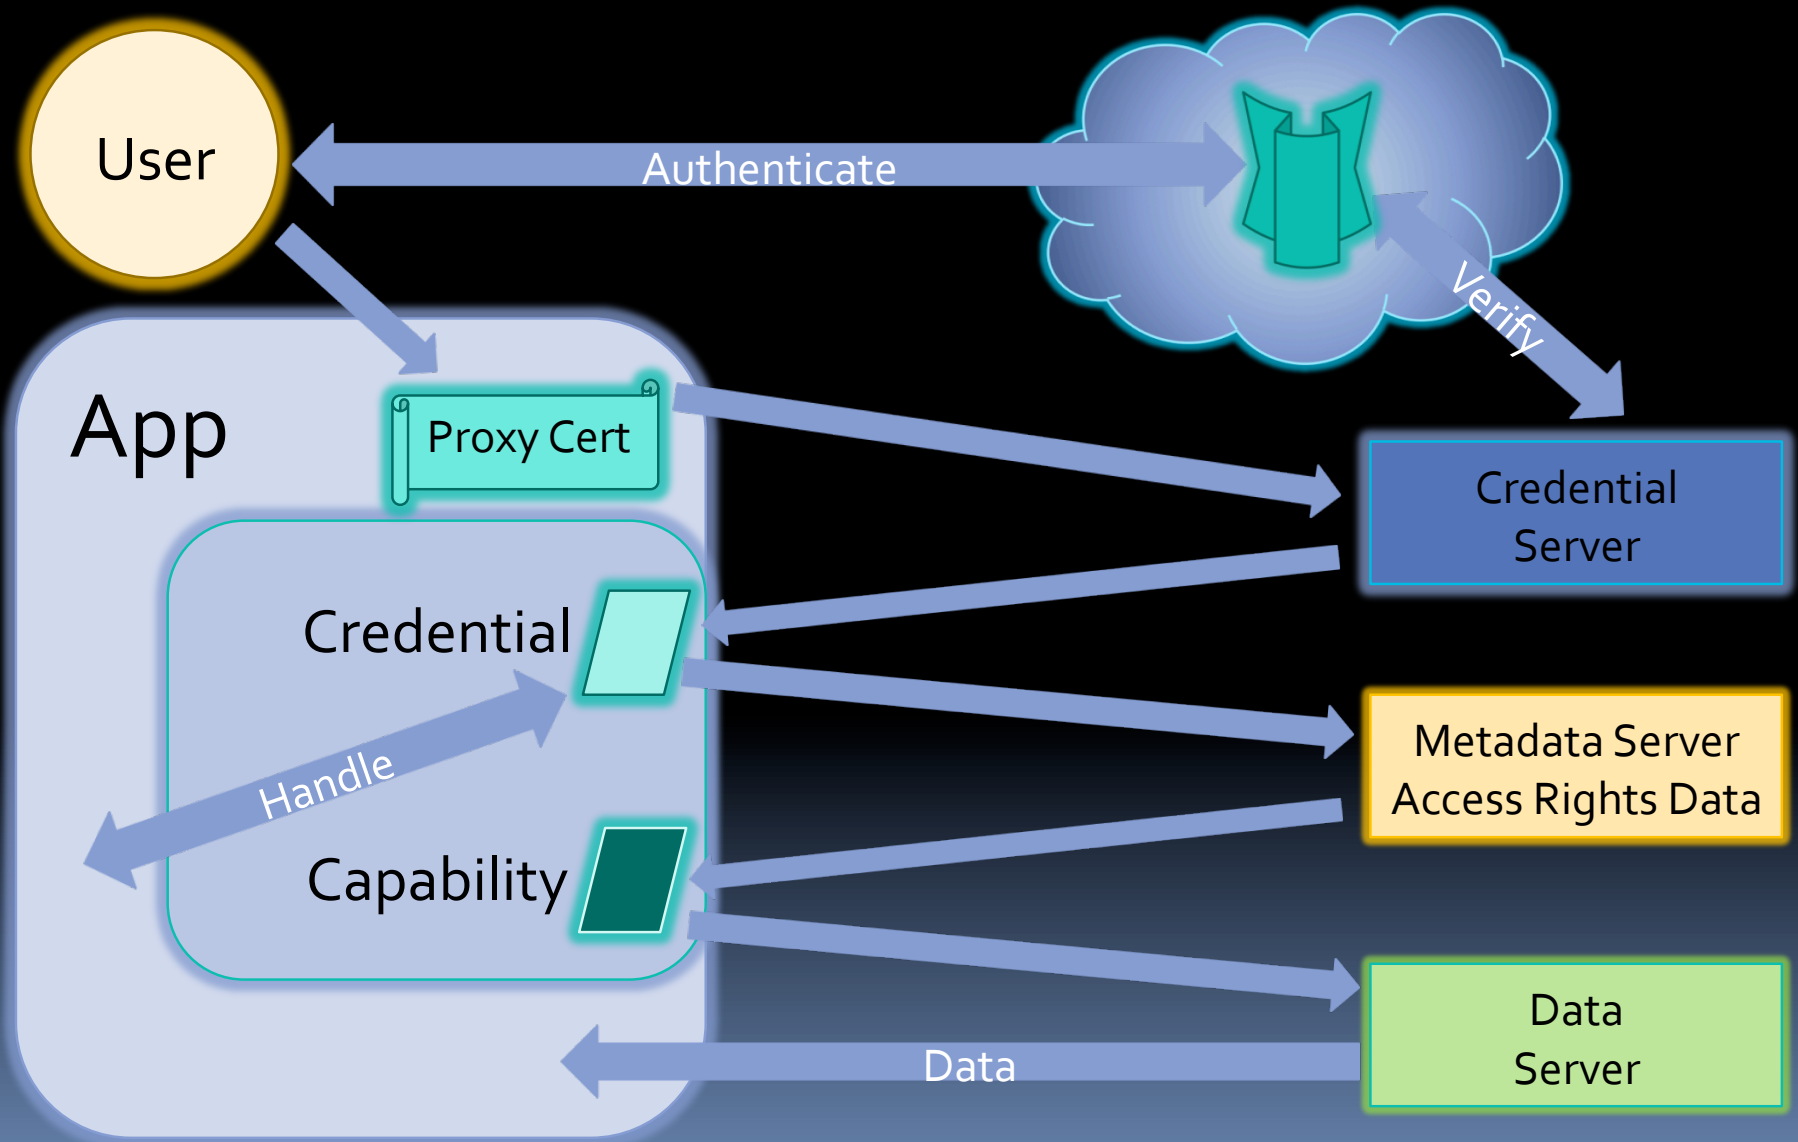 User
Authenticate
Verify
App
Proxy Cert
Credential
Server
Credential
Handle
Metadata Server
Access Rights Data
Capability
Data
Server
Data